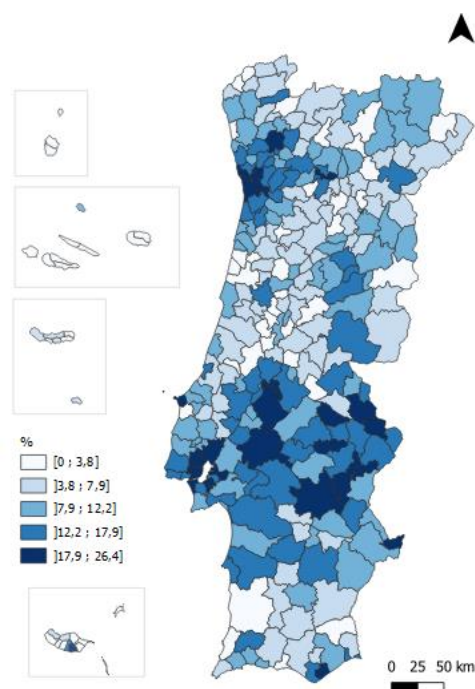 %
[0 ; 3,8]
]3,8 ; 7,9]
]7,9 ; 12,2]
]12,2 ; 17,9]
]17,9 ; 26,4]
0 25 50 km